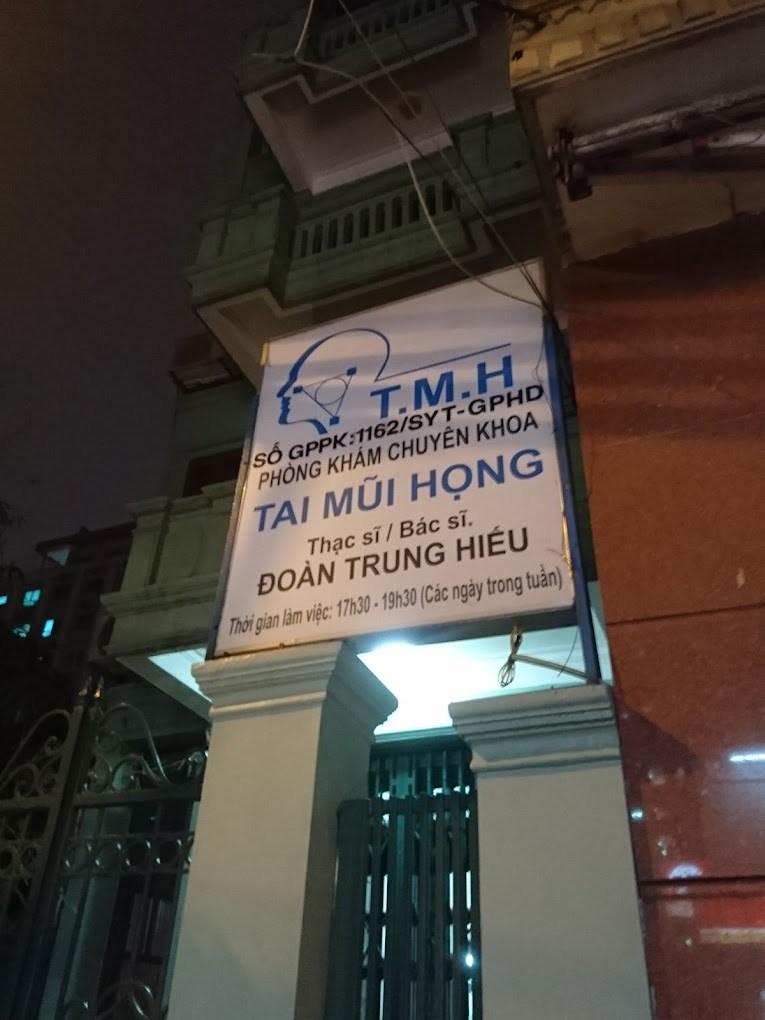 T.M.H
SỐ GPPK:1162/SYT-GPHD
PHÒNG KHÁM CHUYÊN KHOA
TAI MŨI HỌNG
Thạc sĩ / Bác sĩ.
ĐOÀN TRUNG HIẾU
Thời gian làm việc: 17h30 - 19h30 (Các ngày trong tuần)